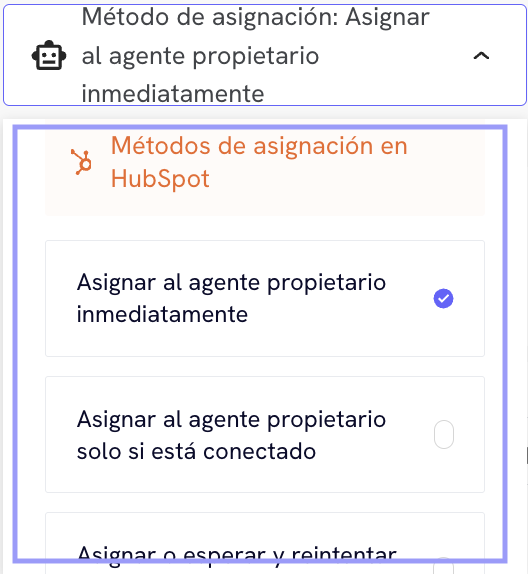 Método de asignación: Asignar
al agente propietario
inmediatamente
Métodos de asignación en
HubSpot
Asignar al agente propietario
inmediatamente
Asignar al agente propietario
solo si está conectado
Asignar o esperar y reintentar